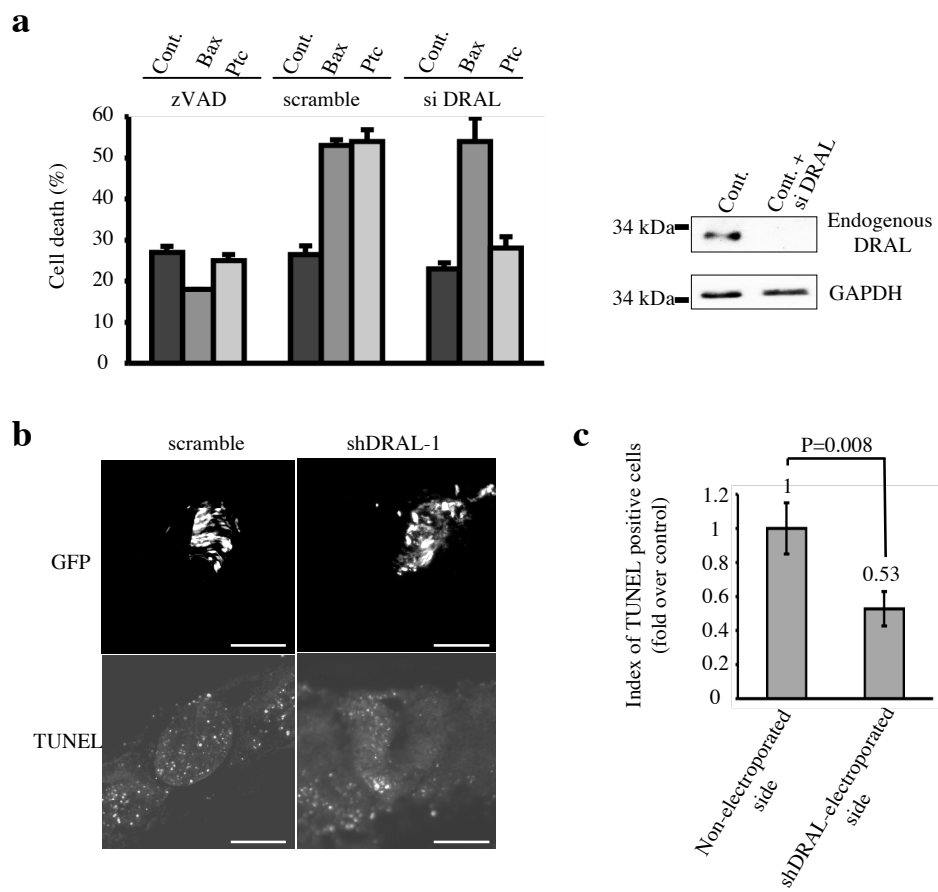 a
Cont. Bax Ptc Cont. Bax Ptc Cont. Bax Ptc
zVAD scramble si DRAL
Cell death (%)
60
50
40
30
20
10
0
Cont.
Cont. +
si DRAL
34 kDa
Endogenous
DRAL
34 kDa
GAPDH
b
scramble shDRAL-1
GFP
TUNEL
c
P=0.008
Index of TUNEL positive cells
(fold over control)
1.2
1
0.8
0.6
0.4
0.2
0
1
0.53
Non-electroporated
side
shDRAL-electroporated
side